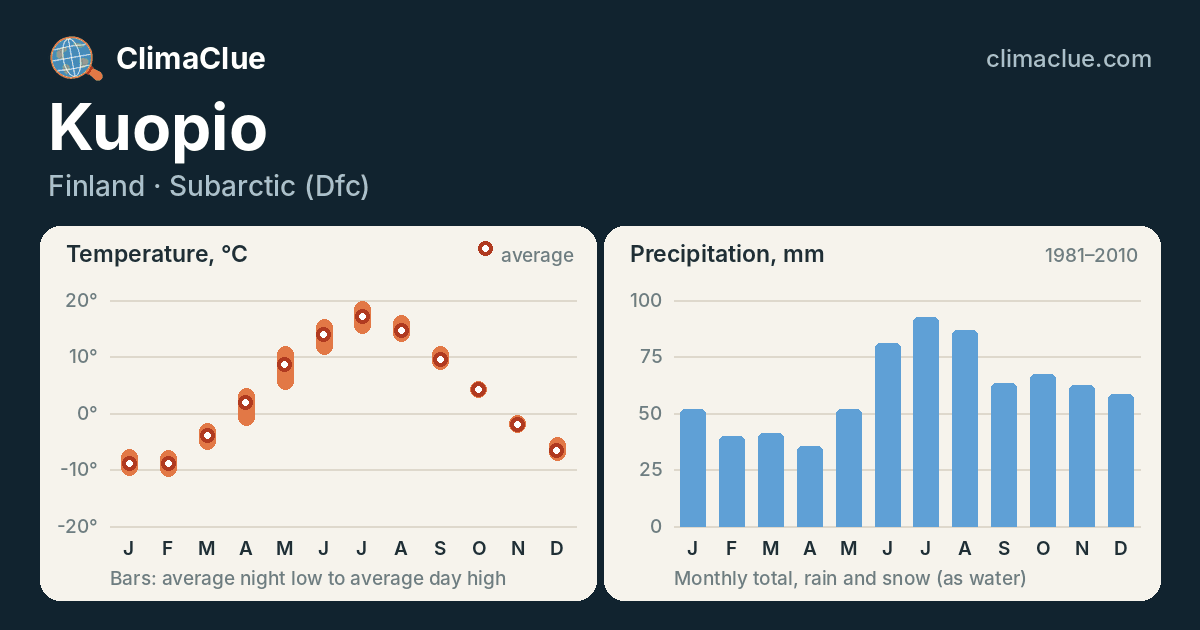 ClimaClue
climaclue.com
Kuopio
Finland · Subarctic (Dfc)
Temperature, °C
average
20°
10°
0°
-10°
-20°
J F M A M J J A S O N D
Bars: average night low to average day high
Precipitation, mm
1981–2010
100
75
50
25
0
J F M A M J J A S O N D
Monthly total, rain and snow (as water)